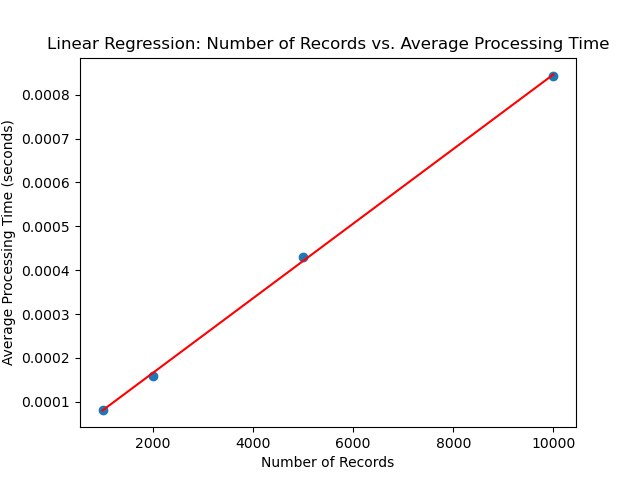 Linear Regression: Number of Records vs. Average Processing Time
Average Processing Time (seconds)
0.0008
0.0007
0.0006
0.0005
0.0004
0.0003
0.0002
0.0001
2000 4000 6000 8000 10000
Number of Records